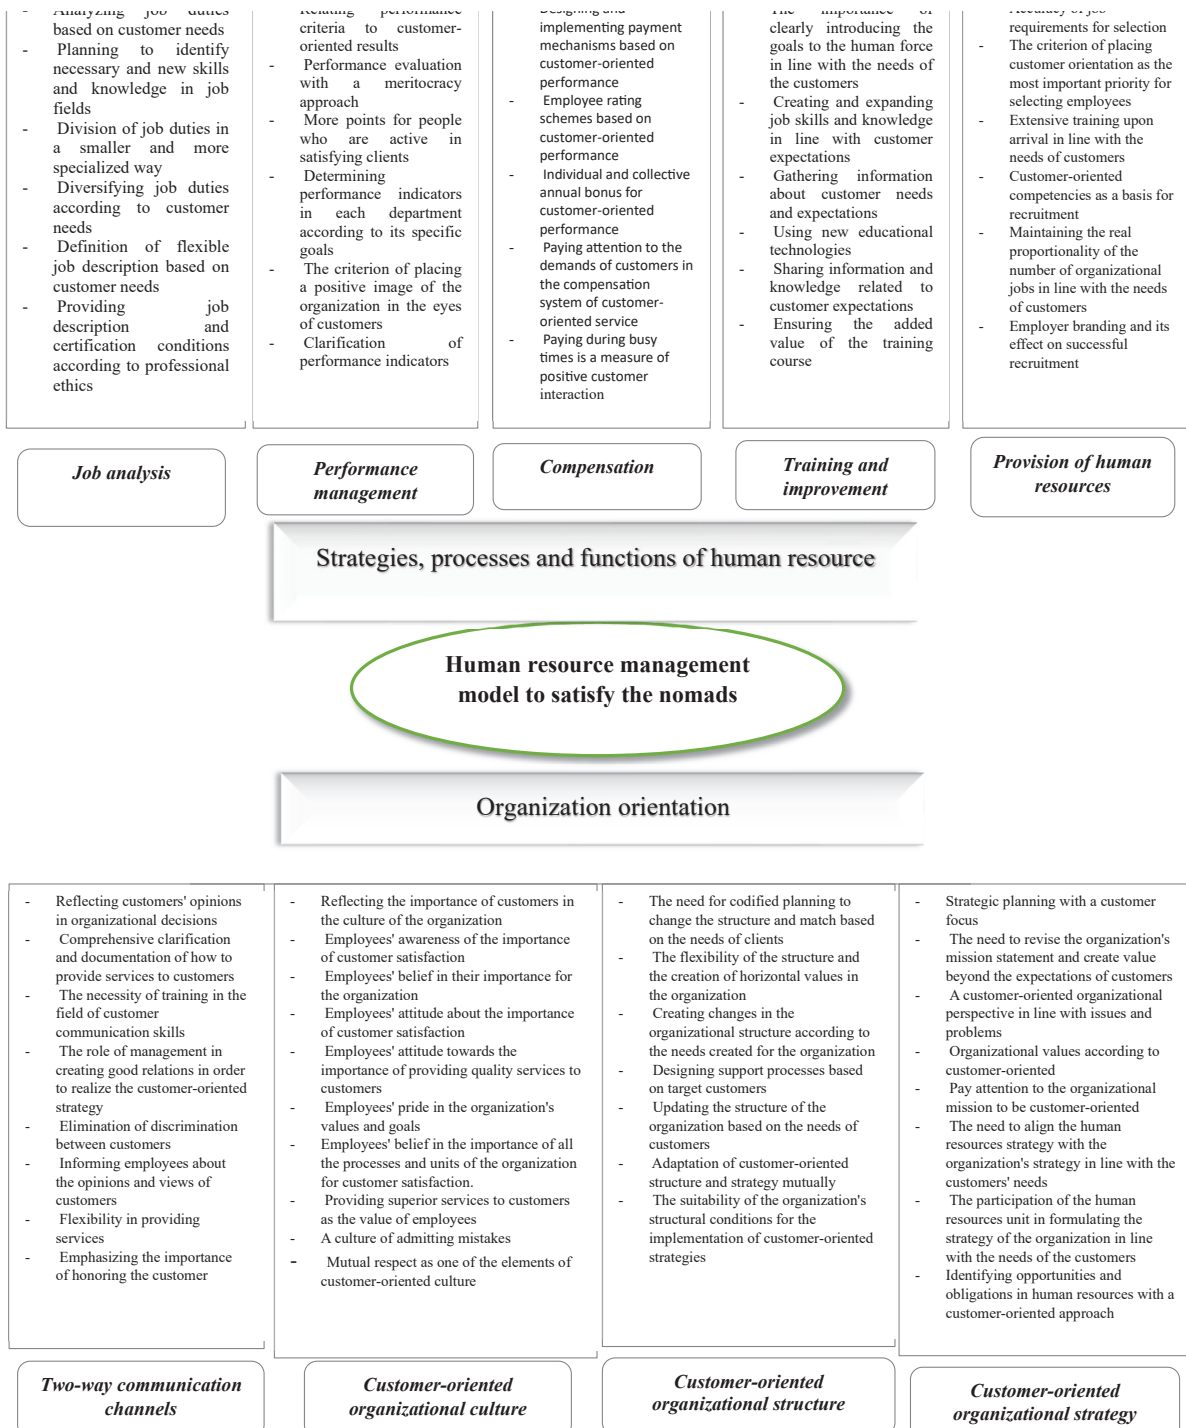 - Analyzing job duties
based on customer needs
- Planning to identify
necessary and new skills
and knowledge in job
fields
- Division of job duties in
a smaller and more
specialized way
- Diversifying job duties
according to customer
needs
- Definition of flexible
job description based on
customer needs
- Providing job
description and
certification conditions
according to professional
ethics
Job analysis
Relating performance
criteria to customer-
oriented results
- Performance evaluation
with a meritocracy
approach
- More points for people
who are active in
satisfying clients
- Determining
performance indicators
in each department
according to its specific
goals
- The criterion of placing
a positive image of the
organization in the eyes
of customers
- Clarification of
performance indicators
Performance
management
Designing and
implementing payment
mechanisms based on
customer-oriented
performance
- Employee rating
schemes based on
customer-oriented
performance
- Individual and collective
annual bonus for
customer-oriented
performance
- Paying attention to the
demands of customers in
the compensation
system of customer-
oriented service
- Paying during busy
times is a measure of
positive customer
interaction
Compensation
The importance of
clearly introducing the
goals to the human force
in line with the needs of
the customers
- Creating and expanding
job skills and knowledge
in line with customer
expectations
- Gathering information
about customer needs
and expectations
- Using new educational
technologies
- Sharing information and
knowledge related to
customer expectations
- Ensuring the added
value of the training
course
Training and
improvement
Accuracy of job
requirements for selection
- The criterion of placing
customer orientation as the
most important priority for
selecting employees
- Extensive training upon
arrival in line with the
needs of customers
- Customer-oriented
competencies as a basis for
recruitment
- Maintaining the real
proportionality of the
number of organizational
jobs in line with the needs
of customers
- Employer branding and its
effect on successful
recruitment
Provision of human
resources
Strategies, processes and functions of human resource
Human resource management
model to satisfy the nomads
Organization orientation
- Reflecting customers' opinions
in organizational decisions
- Comprehensive clarification
and documentation of how to
provide services to customers
- The necessity of training in the
field of customer
communication skills
- The role of management in
creating good relations in order
to realize the customer-oriented
strategy
- Elimination of discrimination
between customers
- Informing employees about
the opinions and views of
customers
- Flexibility in providing
services
- Emphasizing the importance
of honoring the customer
Two-way communication
channels
- Reflecting the importance of customers in
the culture of the organization
- Employees' awareness of the importance
of customer satisfaction
- Employees' belief in their importance for
the organization
- Employees' attitude about the importance
of customer satisfaction
- Employees' attitude towards the
importance of providing quality services to
customers
- Employees' pride in the organization's
values and goals
- Employees' belief in the importance of all
the processes and units of the organization
for customer satisfaction.
- Providing superior services to customers
as the value of employees
- A culture of admitting mistakes
- Mutual respect as one of the elements of
customer-oriented culture
Customer-oriented
organizational culture
- The need for codified planning to
change the structure and match based
on the needs of clients
- The flexibility of the structure and
the creation of horizontal values in
the organization
- Creating changes in the
organizational structure according to
the needs created for the organization
- Designing support processes based
on target customers
- Updating the structure of the
organization based on the needs of
customers
- Adaptation of customer-oriented
structure and strategy mutually
- The suitability of the organization's
structural conditions for the
implementation of customer-oriented
strategies
Customer-oriented
organizational structure
- Strategic planning with a customer
focus
- The need to revise the organization's
mission statement and create value
beyond the expectations of customers
- A customer-oriented organizational
perspective in line with issues and
problems
- Organizational values according to
customer-oriented
- Pay attention to the organizational
mission to be customer-oriented
- The need to align the human
resources strategy with the
organization's strategy in line with the
customers' needs
- The participation of the human
resources unit in formulating the
strategy of the organization in line
with the needs of the customers
- Identifying opportunities and
obligations in human resources with a
customer-oriented approach
Customer-oriented
organizational strategy